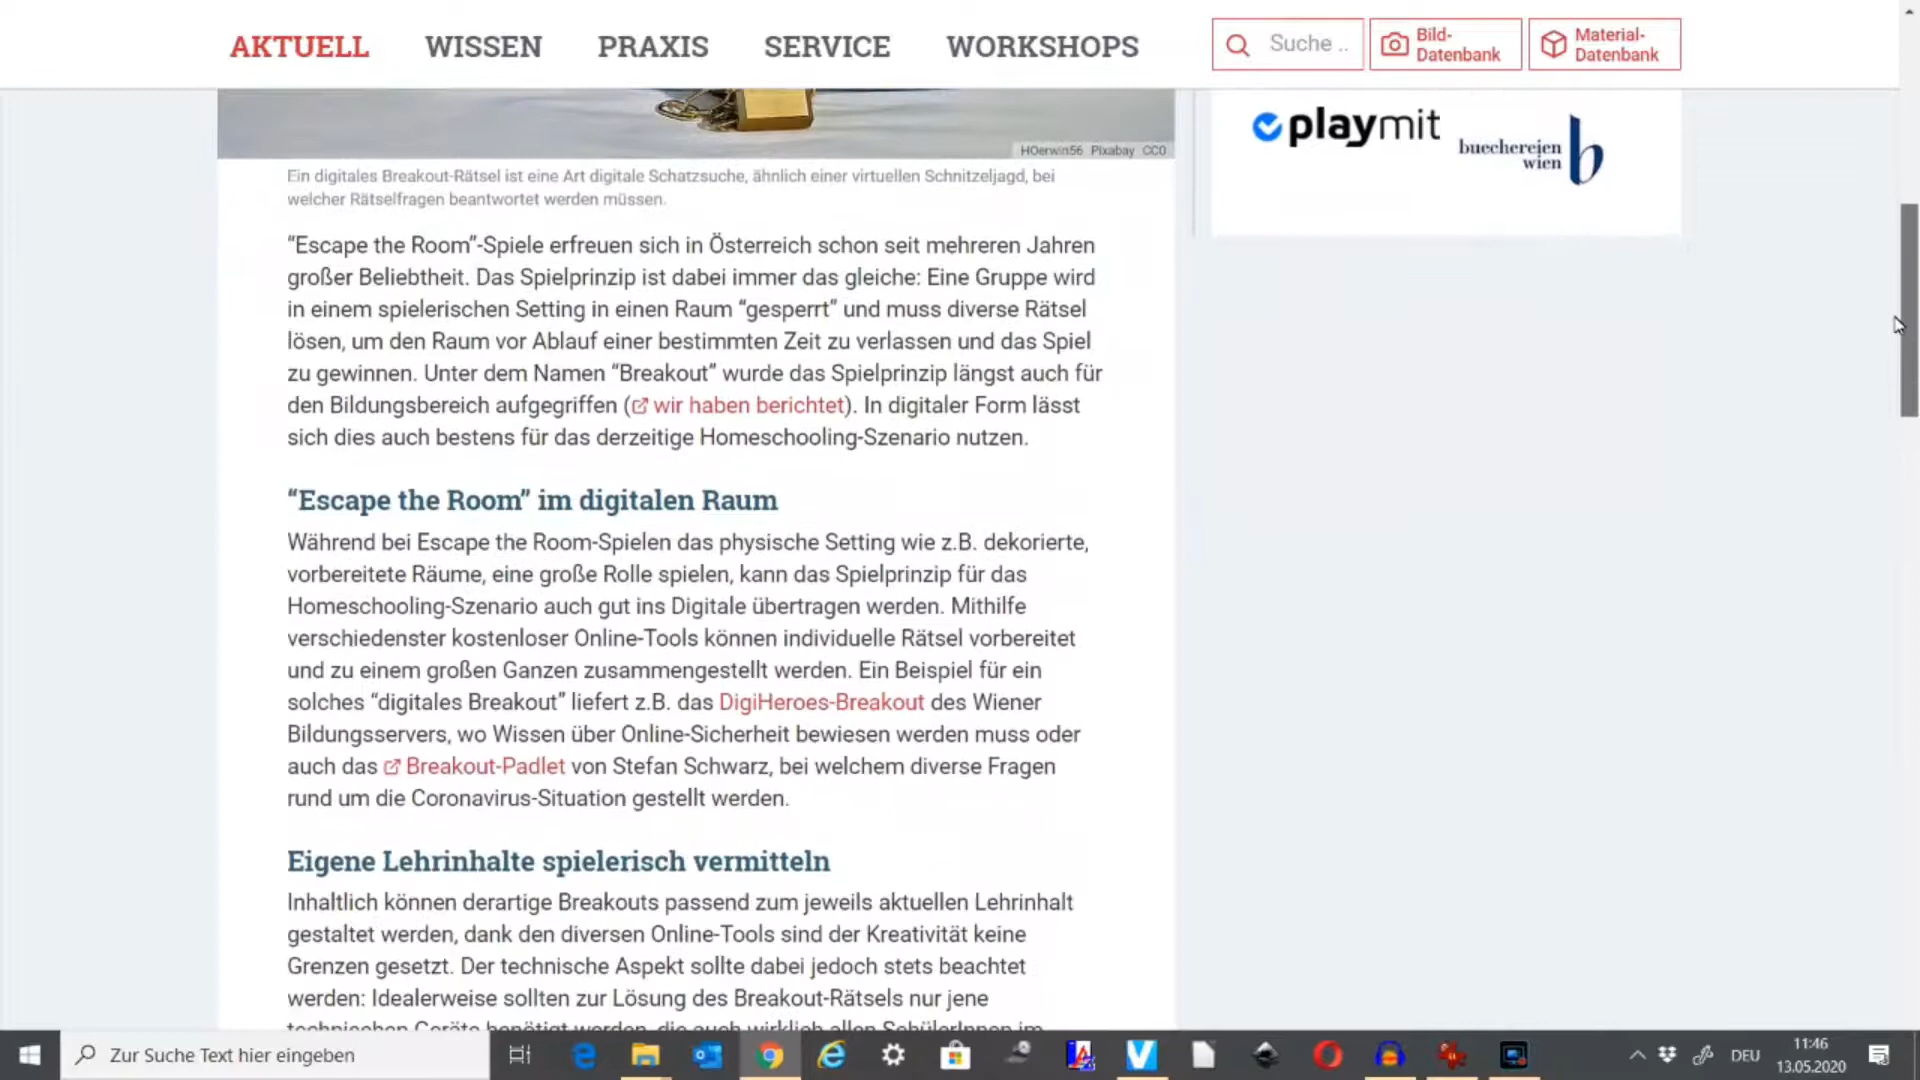 AKTUELL WISSEN PRAXIS SERVICE WORKSHOPS
Suche ..
Bild-
Datenbank
Material-
Datenbank
playmit
buechereien
wien
b
HOerwin56 Pixabay CC0
Ein digitales Breakout-Rätsel ist eine Art digitale Schatzsuche, ähnlich einer virtuellen Schnitzeljagd, bei
welcher Rätselfragen beantwortet werden müssen.
“Escape the Room”-Spiele erfreuen sich in Österreich schon seit mehreren Jahren
großer Beliebtheit. Das Spielprinzip ist dabei immer das gleiche: Eine Gruppe wird
in einem spielerischen Setting in einen Raum “gesperrt” und muss diverse Rätsel
lösen, um den Raum vor Ablauf einer bestimmten Zeit zu verlassen und das Spiel
zu gewinnen. Unter dem Namen “Breakout” wurde das Spielprinzip längst auch für
den Bildungsbereich aufgegriffen (wir haben berichtet). In digitaler Form lässt
sich dies auch bestens für das derzeitige Homeschooling-Szenario nutzen.
“Escape the Room” im digitalen Raum
Während bei Escape the Room-Spielen das physische Setting wie z.B. dekorierte,
vorbereitete Räume, eine große Rolle spielen, kann das Spielprinzip für das
Homeschooling-Szenario auch gut ins Digitale übertragen werden. Mithilfe
verschiedenster kostenloser Online-Tools können individuelle Rätsel vorbereitet
und zu einem großen Ganzen zusammengestellt werden. Ein Beispiel für ein
solches “digitales Breakout” liefert z.B. das DigiHeroes-Breakout des Wiener
Bildungsservers, wo Wissen über Online-Sicherheit bewiesen werden muss oder
auch das Breakout-Padlet von Stefan Schwarz, bei welchem diverse Fragen
rund um die Coronavirus-Situation gestellt werden.
Eigene Lehrinhalte spielerisch vermitteln
Inhaltlich können derartige Breakouts passend zum jeweils aktuellen Lehrinhalt
gestaltet werden, dank den diversen Online-Tools sind der Kreativität keine
Grenzen gesetzt. Der technische Aspekt sollte dabei jedoch stets beachtet
werden: Idealerweise sollten zur Lösung des Breakout-Rätsels nur jene
technischen Geräte benötigt werden, die auch wirklich allen SchülerInnen im
Zur Suche Text hier eingeben
DEU
11:46
13.05.2020